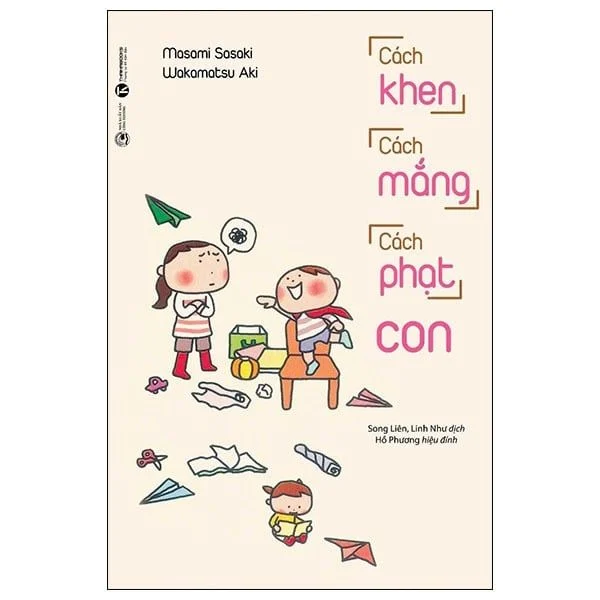 Masami Sasaki
Wakamatsu Aki
Cách
khen
Cách
mắng
Cách
phạt
con
Song Liên, Linh Như dịch
Hồ Phương hiệu đính
THAIHABOOKS